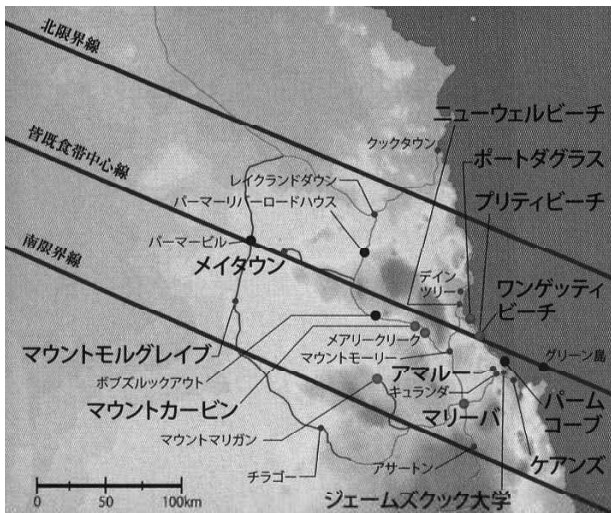 北限界線
ニューウェルビーチ
クックタウン
ポートダグラス
皆既食帯中心線
レイクランドダウン
プリティビーチ
パーマーリバーロードハウス
南限界線
パーマービル
メイタウン
デイン
ツリー
ワンゲッティ
ビーチ
マウントモルグレイブ
メアリークリーク
マウントモーリー
グリーン島
ボブズルックアウト
アマルー
キュランダ
マウントカービン
パーム
コーブ
マリーバ
マウントマリガン
ケアンズ
チラゴー
アサートン
0 50 100km
ジェームズクック大学